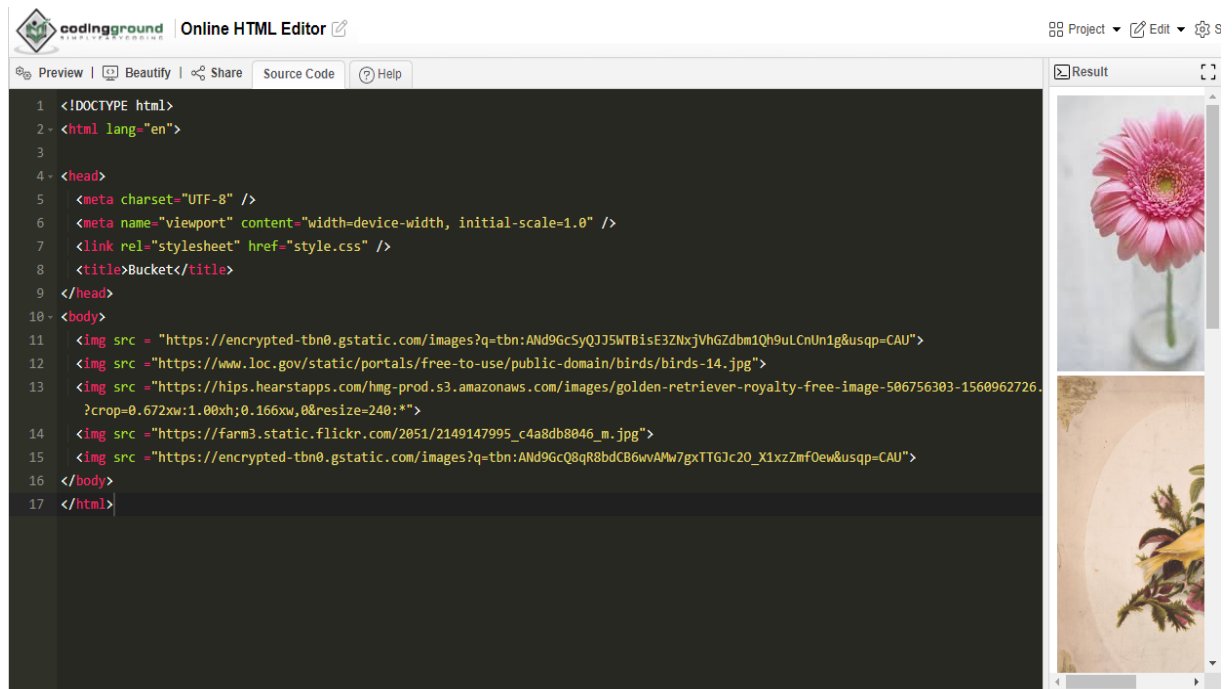 codingground
SIMPLYEASYCODING
Online HTML Editor
Project Edit S
Preview | Beautify | Share Source Code Help
Result
1 <!DOCTYPE html>
2 <html lang="en">
3
4 <head>
5 <meta charset="UTF-8" />
6 <meta name="viewport" content="width=device-width, initial-scale=1.0" />
7 <link rel="stylesheet" href="style.css" />
8 <title>Bucket</title>
9 </head>
10 <body>
11 <img src = "https://encrypted-tbn0.gstatic.com/images?q=tbn:ANd9GcSyQJJ5WTBisE3ZNxjVhGZdbm1Qh9uLCnUn1g&usqp=CAU">
12 <img src ="https://www.loc.gov/static/portals/free-to-use/public-domain/birds/birds-14.jpg">
13 <img src ="https://hips.hearstapps.com/hmg-prod.s3.amazonaws.com/images/golden-retriever-royalty-free-image-506756303-1560962726.
?crop=0.672xw:1.00xh;0.166xw,0&resize=240:*">
14 <img src ="https://farm3.static.flickr.com/2051/2149147995_c4a8db8046_m.jpg">
15 <img src ="https://encrypted-tbn0.gstatic.com/images?q=tbn:ANd9GcQ8qR8bdCB6wvAMw7gxTTGJc2O_X1xzZmfOew&usqp=CAU">
16 </body>
17 </html>